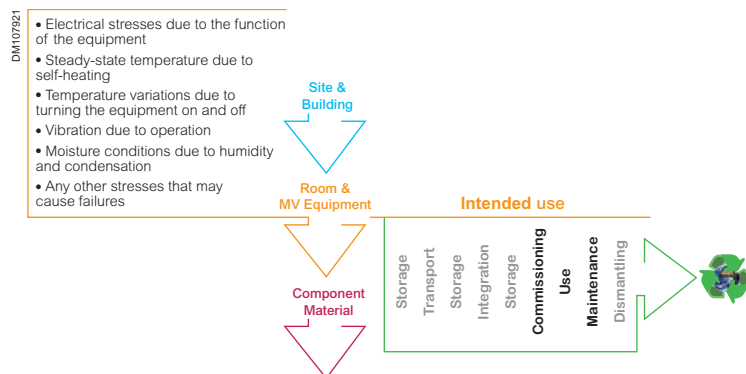 DM107921
• Electrical stresses due to the function
of the equipment
• Steady-state temperature due to
self-heating
• Temperature variations due to
turning the equipment on and off
• Vibration due to operation
• Moisture conditions due to humidity
and condensation
• Any other stresses that may
cause failures
Site &
Building
Room &
MV Equipment
Component
Material
Intended use
Storage
Transport
Storage
Integration
Storage
Commissioning
Use
Maintenance
Dismantling